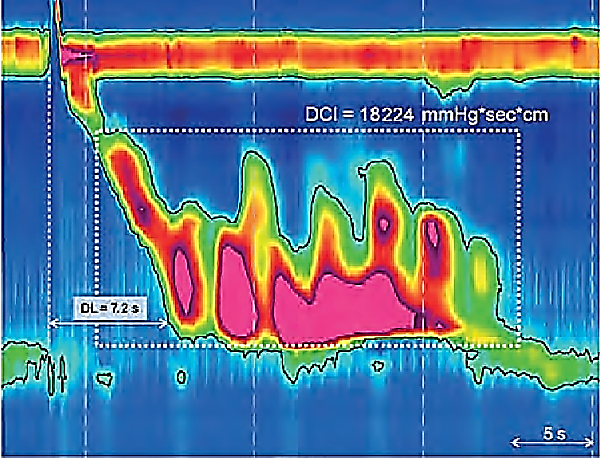 DCI = 18224 mmHg*sec*cm
DL = 7.2 s
5 s